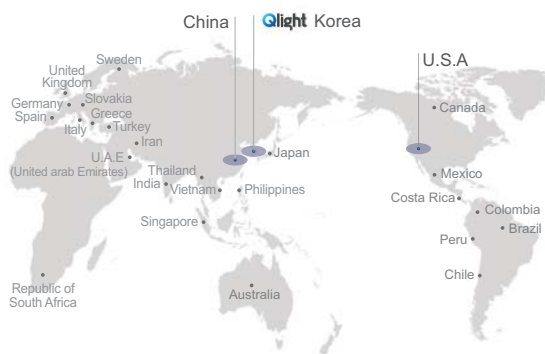 China
Qlight Korea
U.S.A
Sweden
United
Kingdom
Germany
Slovakia
Spain
Greece
Italy
Turkey
Iran
U.A.E
(United arab Emirates)
Thailand
India
Vietnam
Philippines
Japan
Singapore
Republic of
South Africa
Australia
Canada
Mexico
Costa Rica
Colombia
Brazil
Peru
Chile